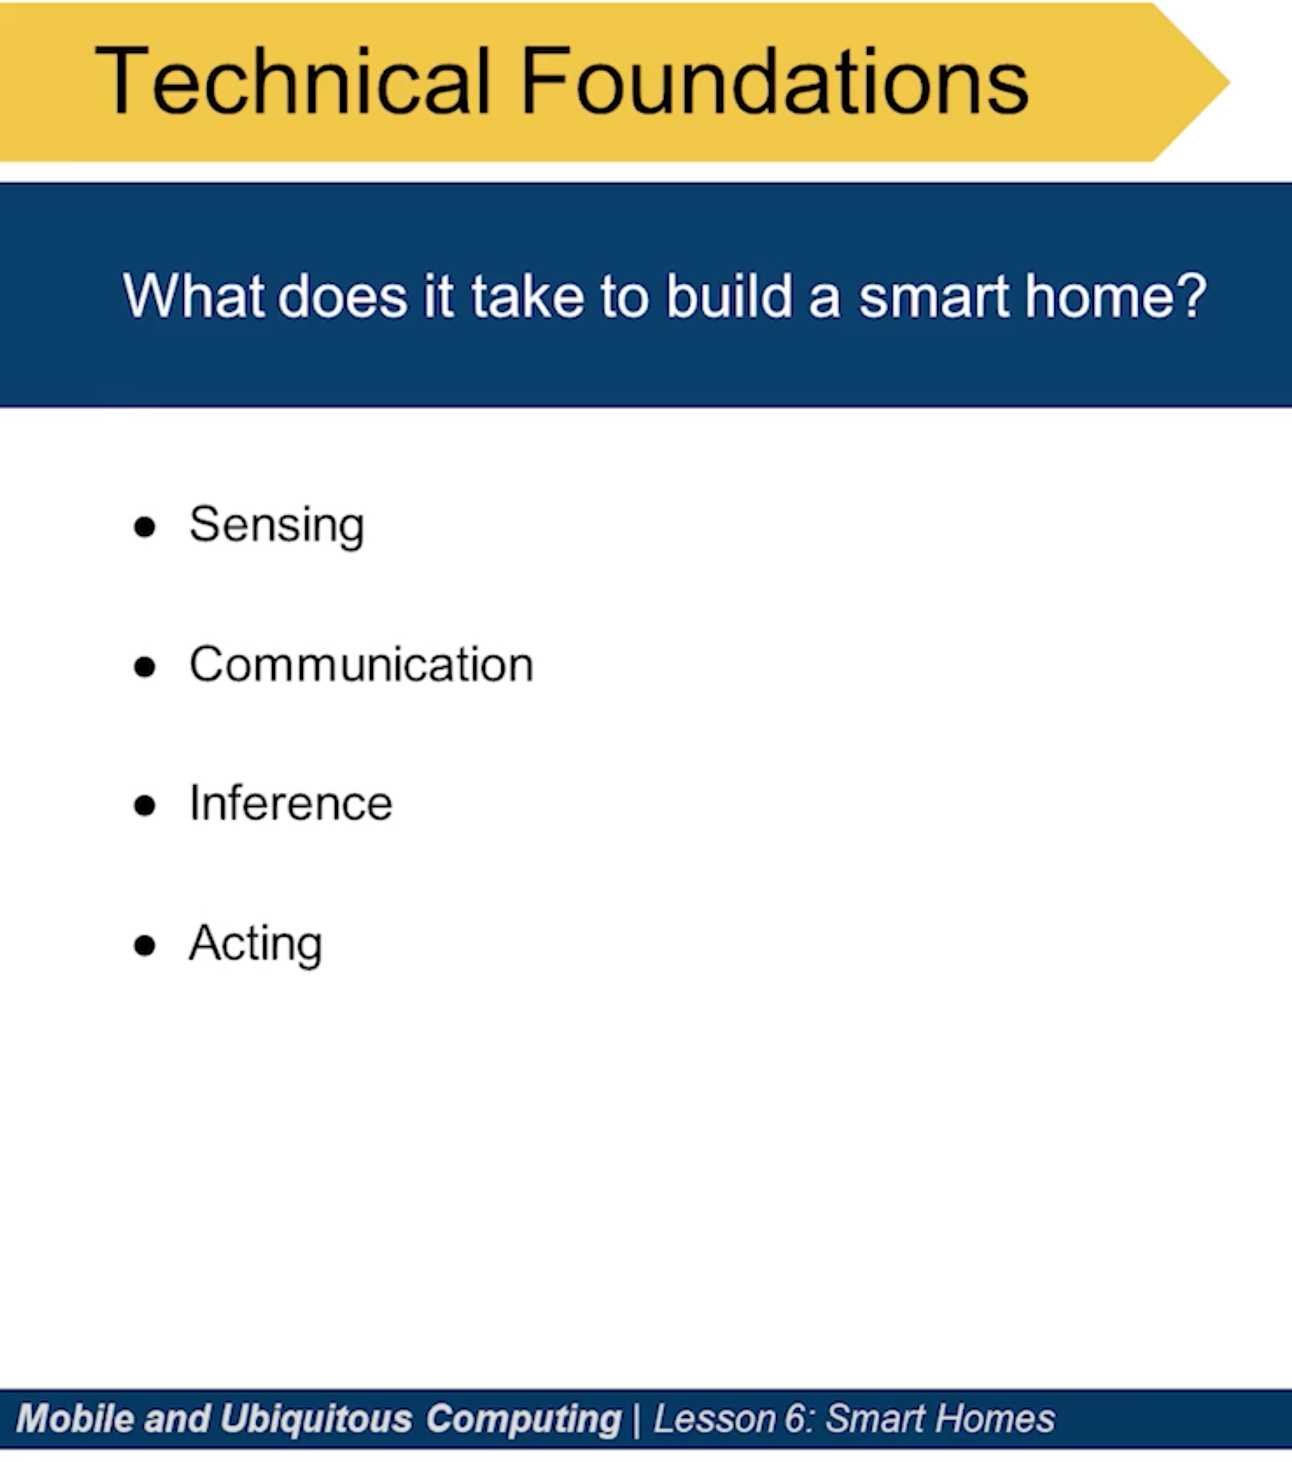 Technical Foundations
What does it take to build a smart home?
● Sensing
● Communication
● Inference
● Acting
Mobile and Ubiquitous Computing | Lesson 6: Smart Homes